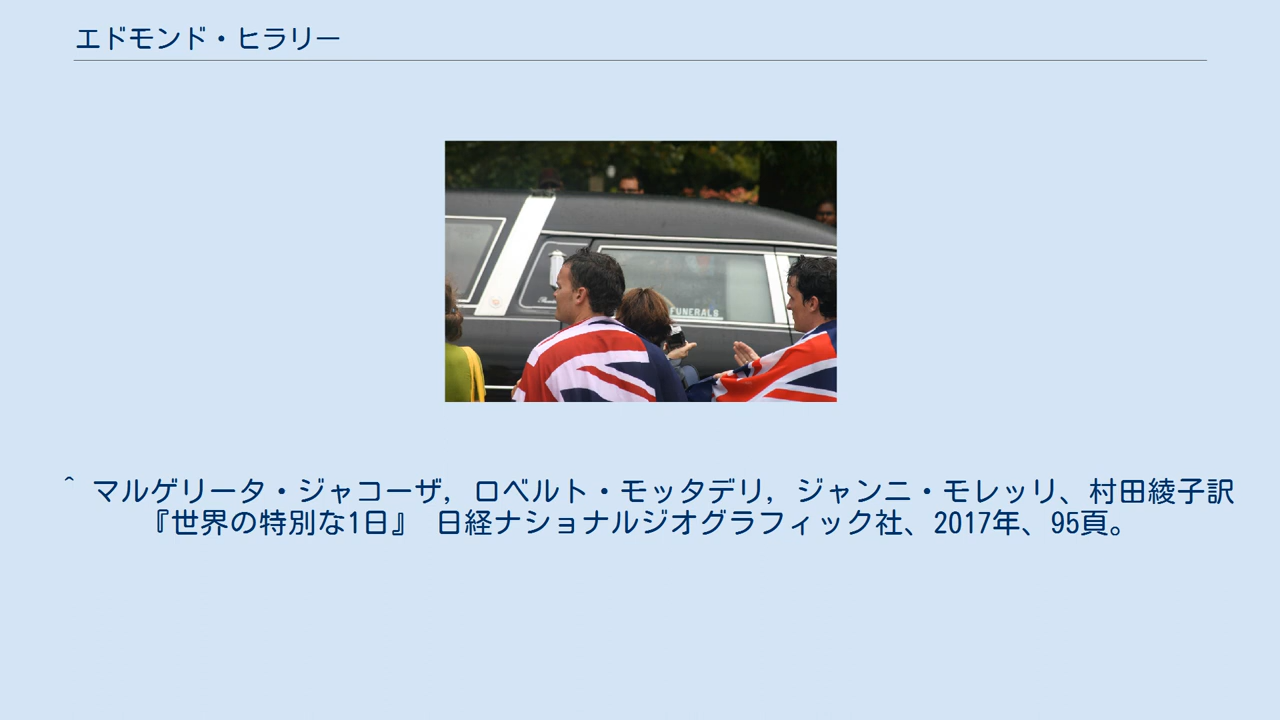 エドモンド・ヒラリー
FUNERALS
^ マルゲリータ・ジャコーザ, ロベルト・モッタデリ, ジャンニ・モレッリ、村田綾子訳
『世界の特別な1日』 日経ナショナルジオグラフィック社、2017年、95頁。